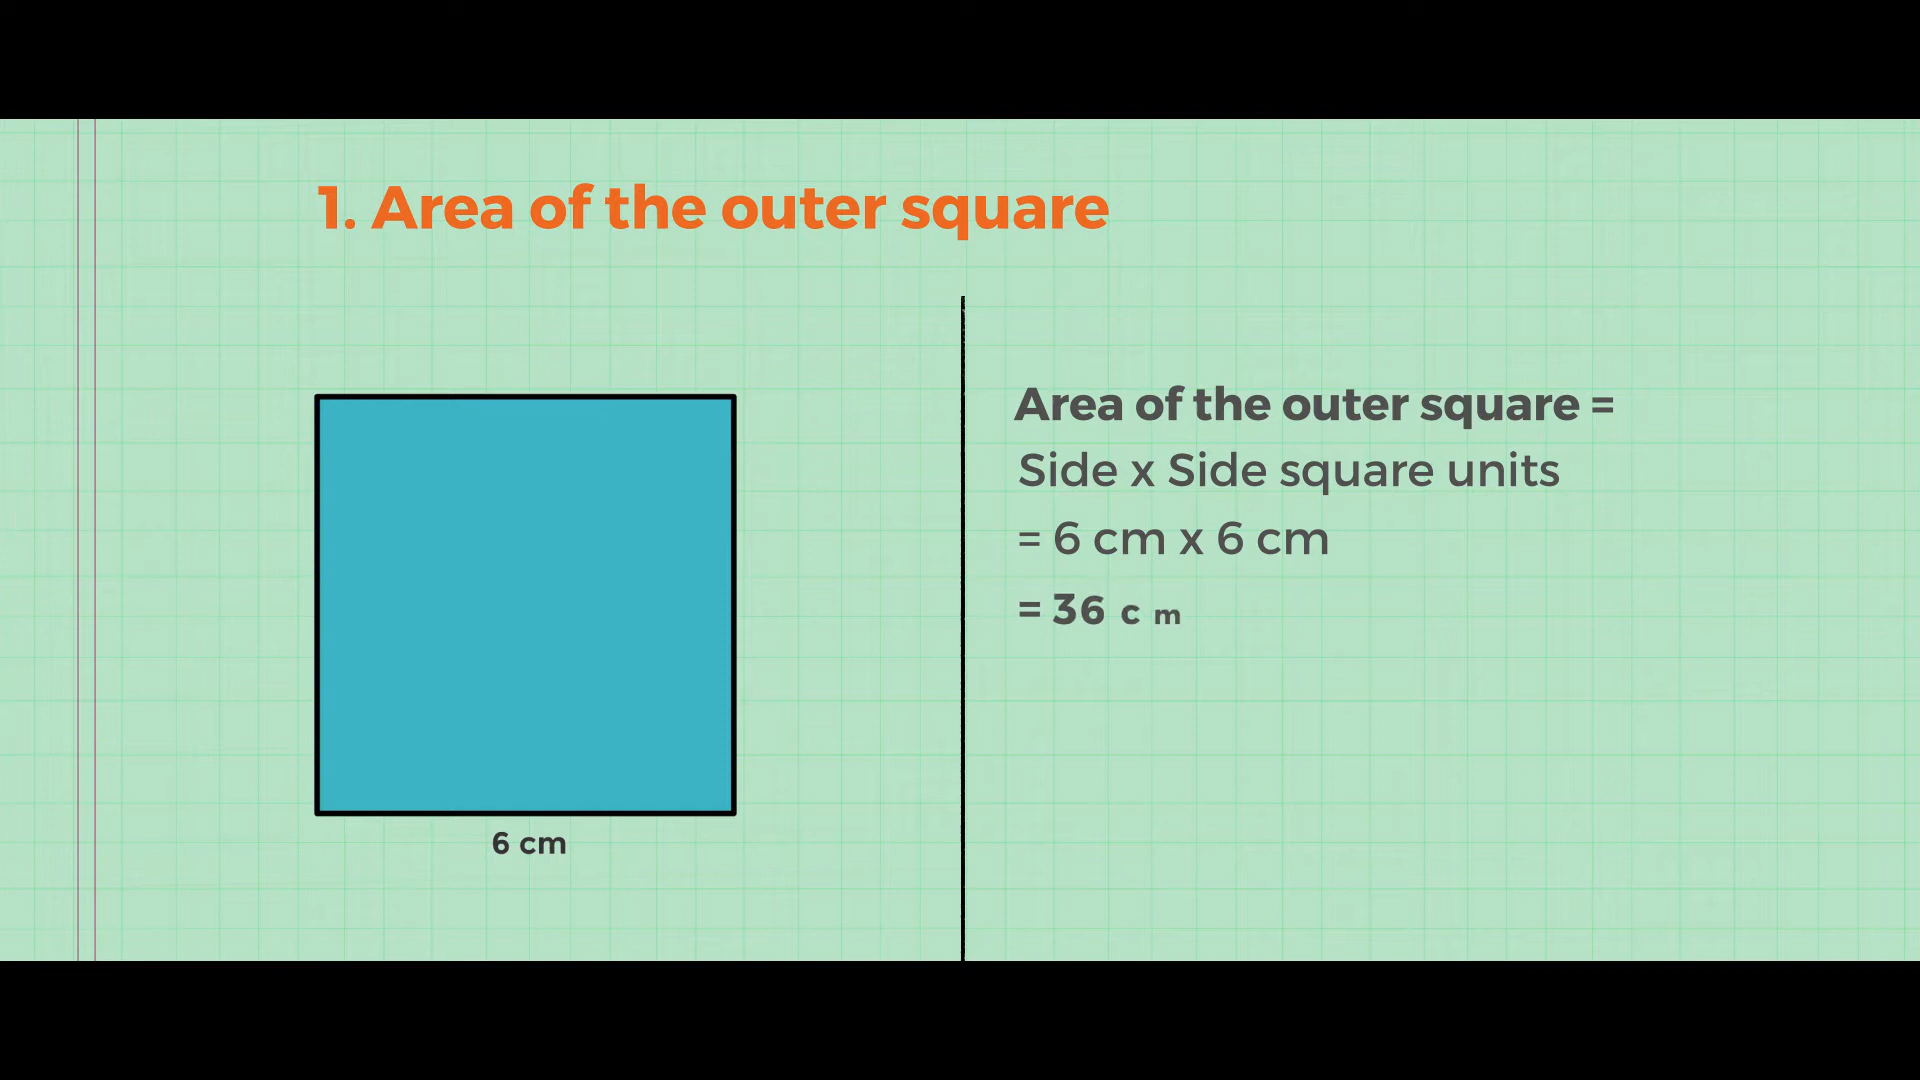 1. Area of the outer square
Area of the outer square =
Side x Side square units
= 6 cm x 6 cm
= 36 c m
6 cm